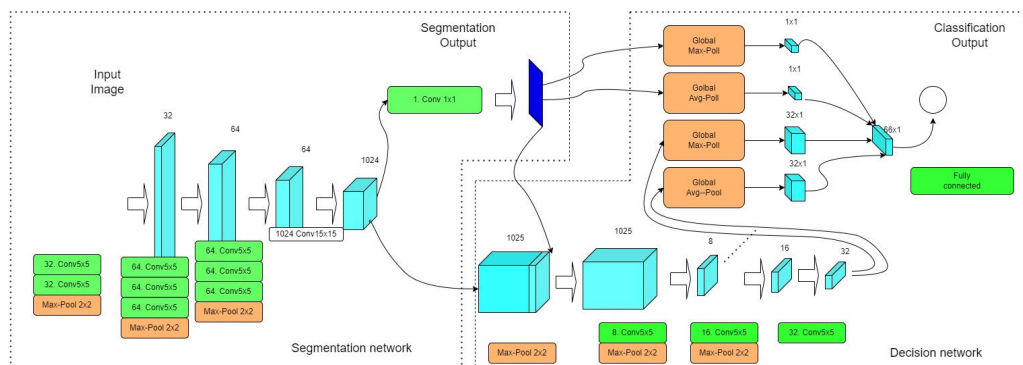 Segmentation
Output
Classification
Output
Input
Image
32
64
64
1024
1. Conv 1x1
Global
Max-Poll
1x1
Golbal
Avg-Poll
1x1
Global
Max-Poll
32x1
Global
Avg--Pool
32x1
66x1
Fully
connected
1024 Conv15x15
32. Conv5x5
32. Conv5x5
Max-Pool 2x2
64. Conv5x5
64. Conv5x5
64. Conv5x5
Max-Pool 2x2
64. Conv5x5
64. Conv5x5
64. Conv5x5
Max-Pool 2x2
1025
1025
8
16
32
Max-Pool 2x2
8. Conv5x5
Max-Pool 2x2
16. Conv5x5
Max-Pool 2x2
32. Conv5x5
Segmentation network
Decision network